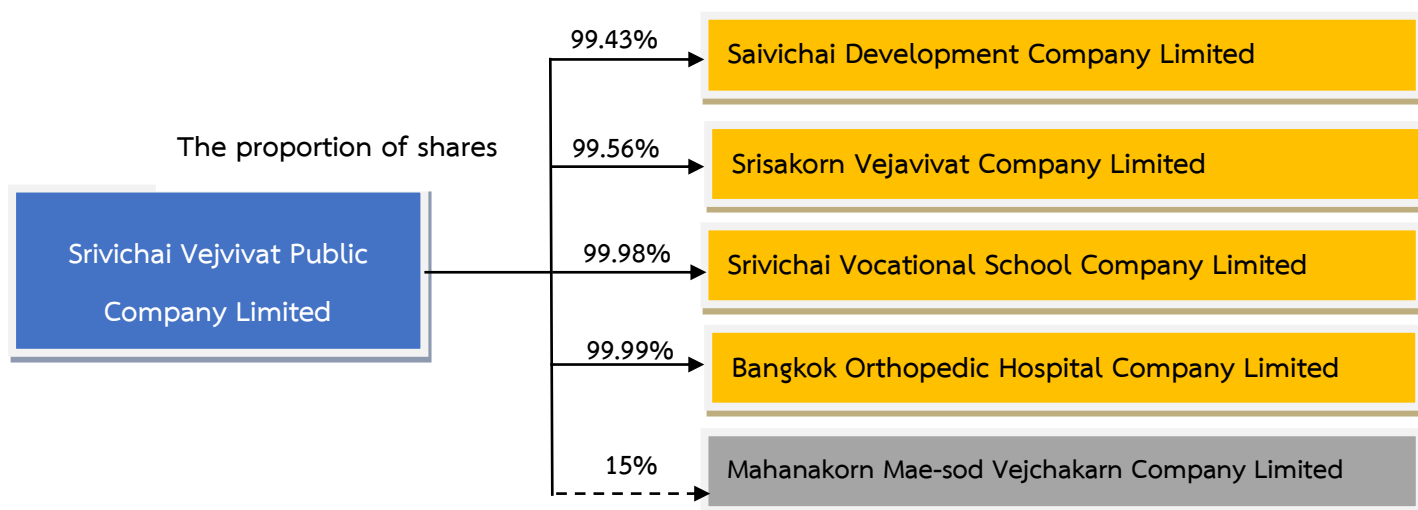 The proportion of shares
Srivichai Vejvivat Public
Company Limited
99.43%
Saivichai Development Company Limited
99.56%
Srisakorn Vejavivat Company Limited
99.98%
Srivichai Vocational School Company Limited
99.99%
Bangkok Orthopedic Hospital Company Limited
15%
Mahanakorn Mae-sod Vejchakarn Company Limited